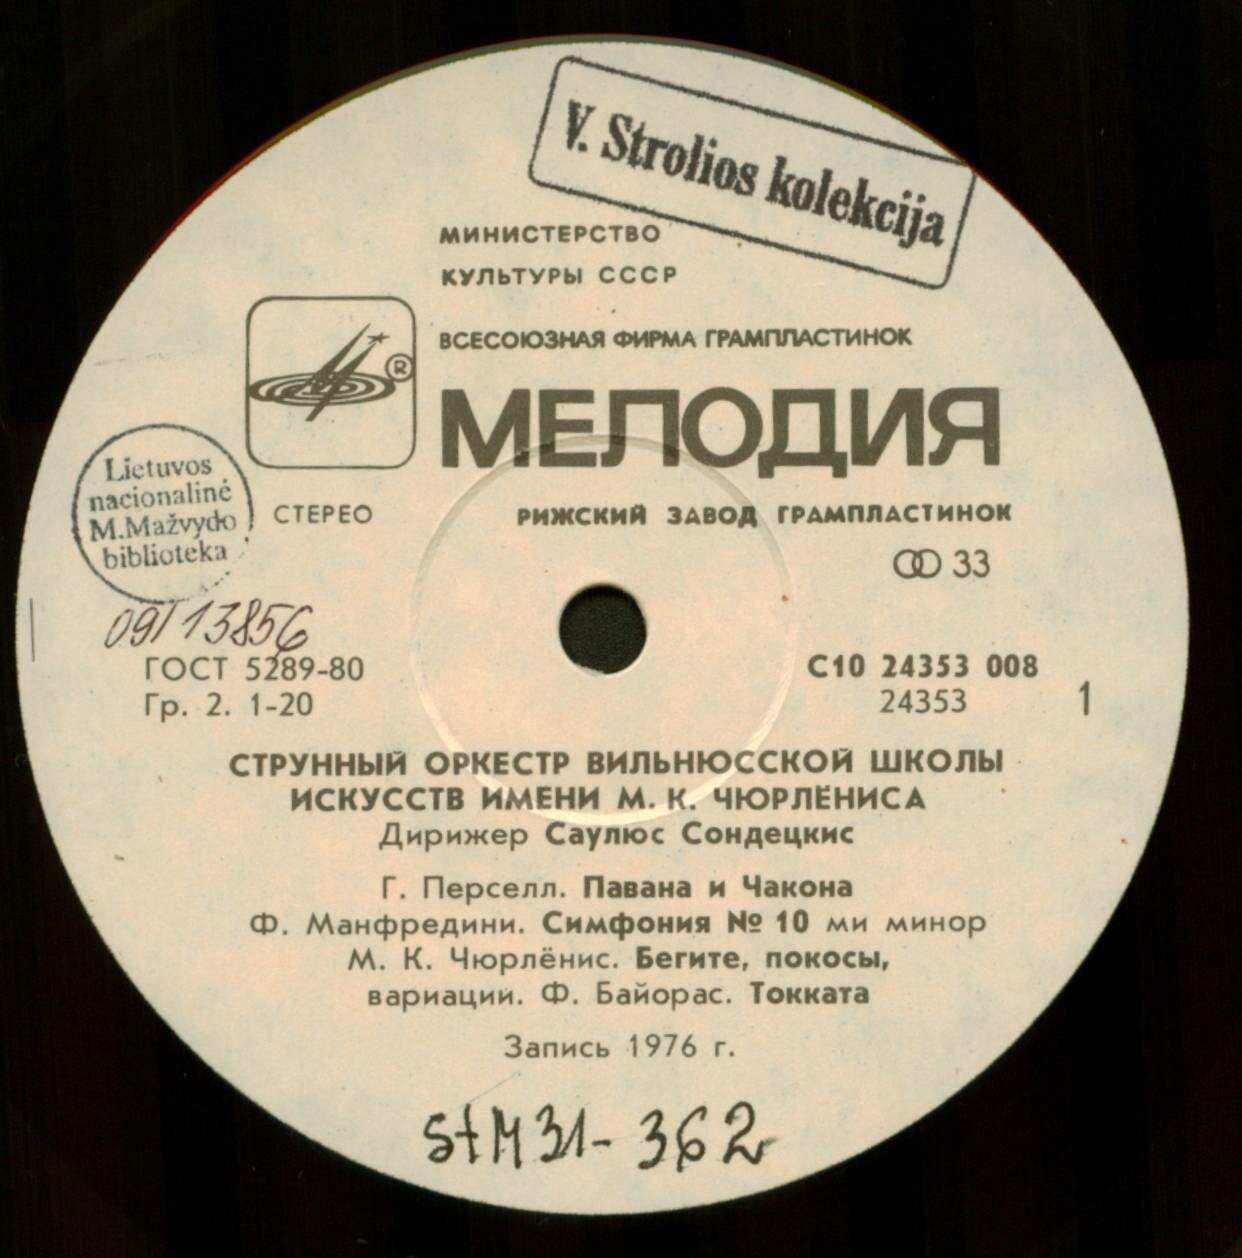 V. Strolios kolekcija
МИНИСТЕРСТВО
КУЛЬТУРЫ СССР
ВСЕСОЮЗНАЯ ФИРМА ГРАМПЛАСТИНОК
®
МЕЛОДИЯ
Lietuvos
nacionalinė
M.Mažvydo
biblioteka
СТЕРЕО
РИЖСКИЙ ЗАВОД ГРАМПЛАСТИНОК
33
09/13856
ГОСТ 5289-80
Гр. 2. 1-20
С10 24353 008
24353
1
СТРУННЫЙ ОРКЕСТР ВИЛЬНЮССКОЙ ШКОЛЫ
ИСКУССТВ ИМЕНИ М. К. ЧЮРЛЁНИСА
Дирижер Саулюс Сондецкис
Г. Перселл. Павана и Чакона
Ф. Манфредини. Симфония № 10 ми минор
М. К. Чюрлёнис. Бегите, покосы,
вариации. Ф. Байорас. Токката
Запись 1976 г.
StM31-362